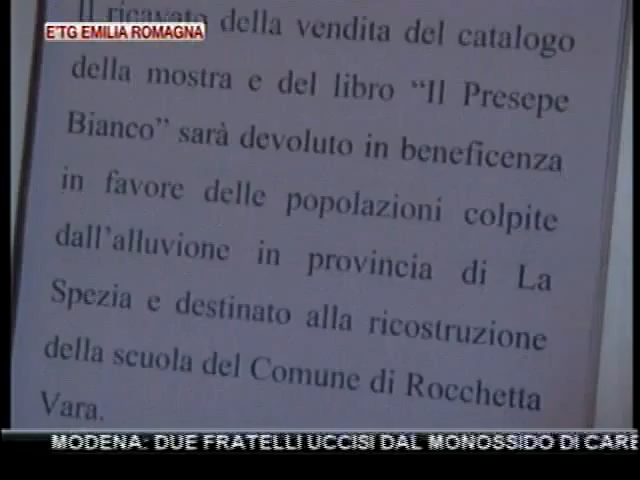 E'TG EMILIA ROMAGNA
Il ricavato della vendita del catalogo
della mostra e del libro “Il Presepe
Bianco” sarà devoluto in beneficenza
in favore delle popolazioni colpite
dall’alluvione in provincia di La
Spezia e destinato alla ricostruzione
della scuola del Comune di Rocchetta
Vara.
MODENA: DUE FRATELLI UCCISI DAL MONOSSIDO DI CARB